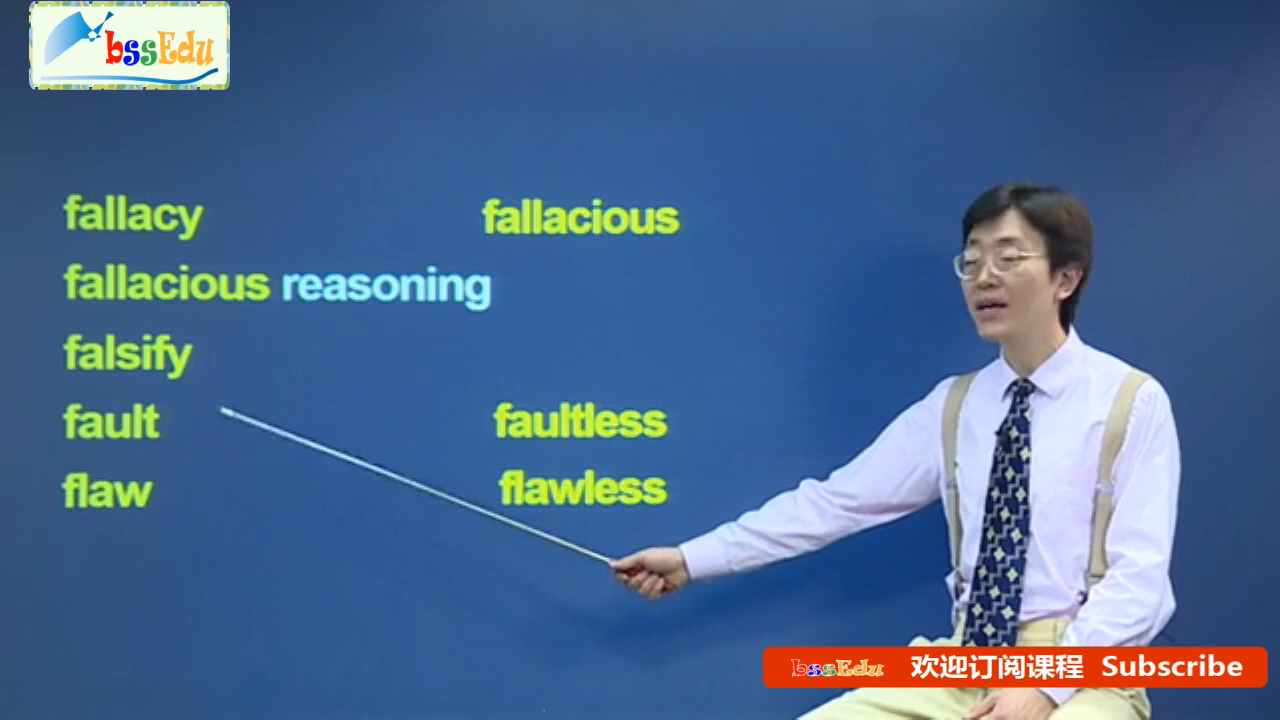 bssEdu
fallacy fallacious
fallacious reasoning
falsify
fault faultless
flaw flawless
bssEdu 欢迎订阅课程 Subscribe